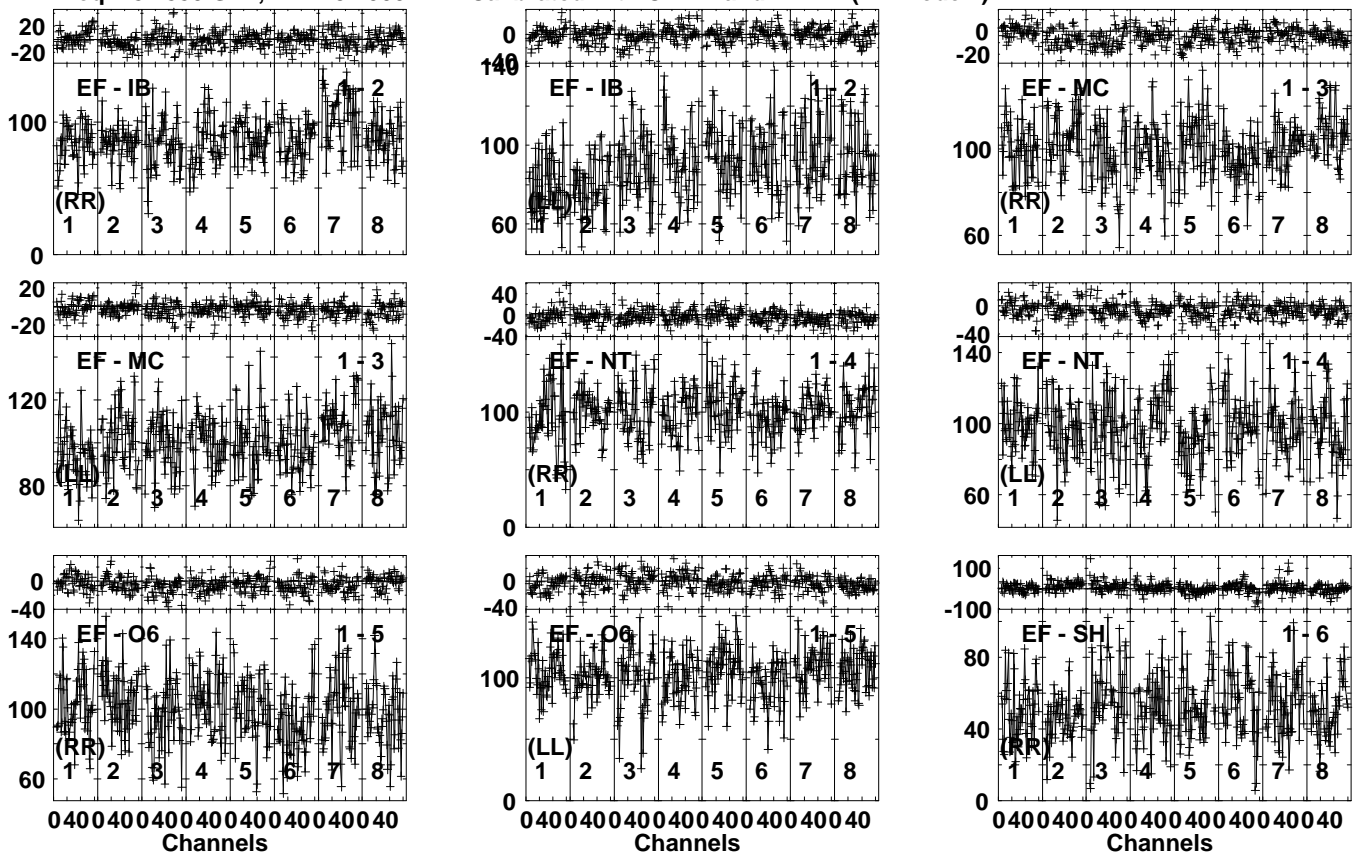 20 0 -20 0 -40 0 -20
EF - IB 1 - 2 140 EF - IB 1 - 2 EF - MC 1 - 3
100 100 100
(RR) (LL) (RR)
1 2 3 4 5 6 7 8 60 1 2 3 4 5 6 7 8 60 1 2 3 4 5 6 7 8
0
20 -20 40 0 -40 0 -40
EF - MC 1 - 3 EF - NT 1 - 4 140 EF - NT 1 - 4
120 100 100
80 (LL) (RR) (LL)
1 2 3 4 5 6 7 8 1 2 3 4 5 6 7 8 60 1 2 3 4 5 6 7 8
0
0 -40 0 -40 100 -100
140 EF - O6 1 - 5 EF - O6 1 - 5 EF - SH 1 - 6
100 100 80
40
(RR) (LL) (RR)
60 1 2 3 4 5 6 7 8 1 2 3 4 5 6 7 8 1 2 3 4 5 6 7 8
0 0
0 40 0 40 0 40 0 40 0 40 0 40 0 40 0 40 0 40 0 40 0 40 0 40 0 40 0 40 0 40 0 40 0 40 0 40 0 40 0 40 0 40 0 40 0 40 0 40
Channels Channels Channels